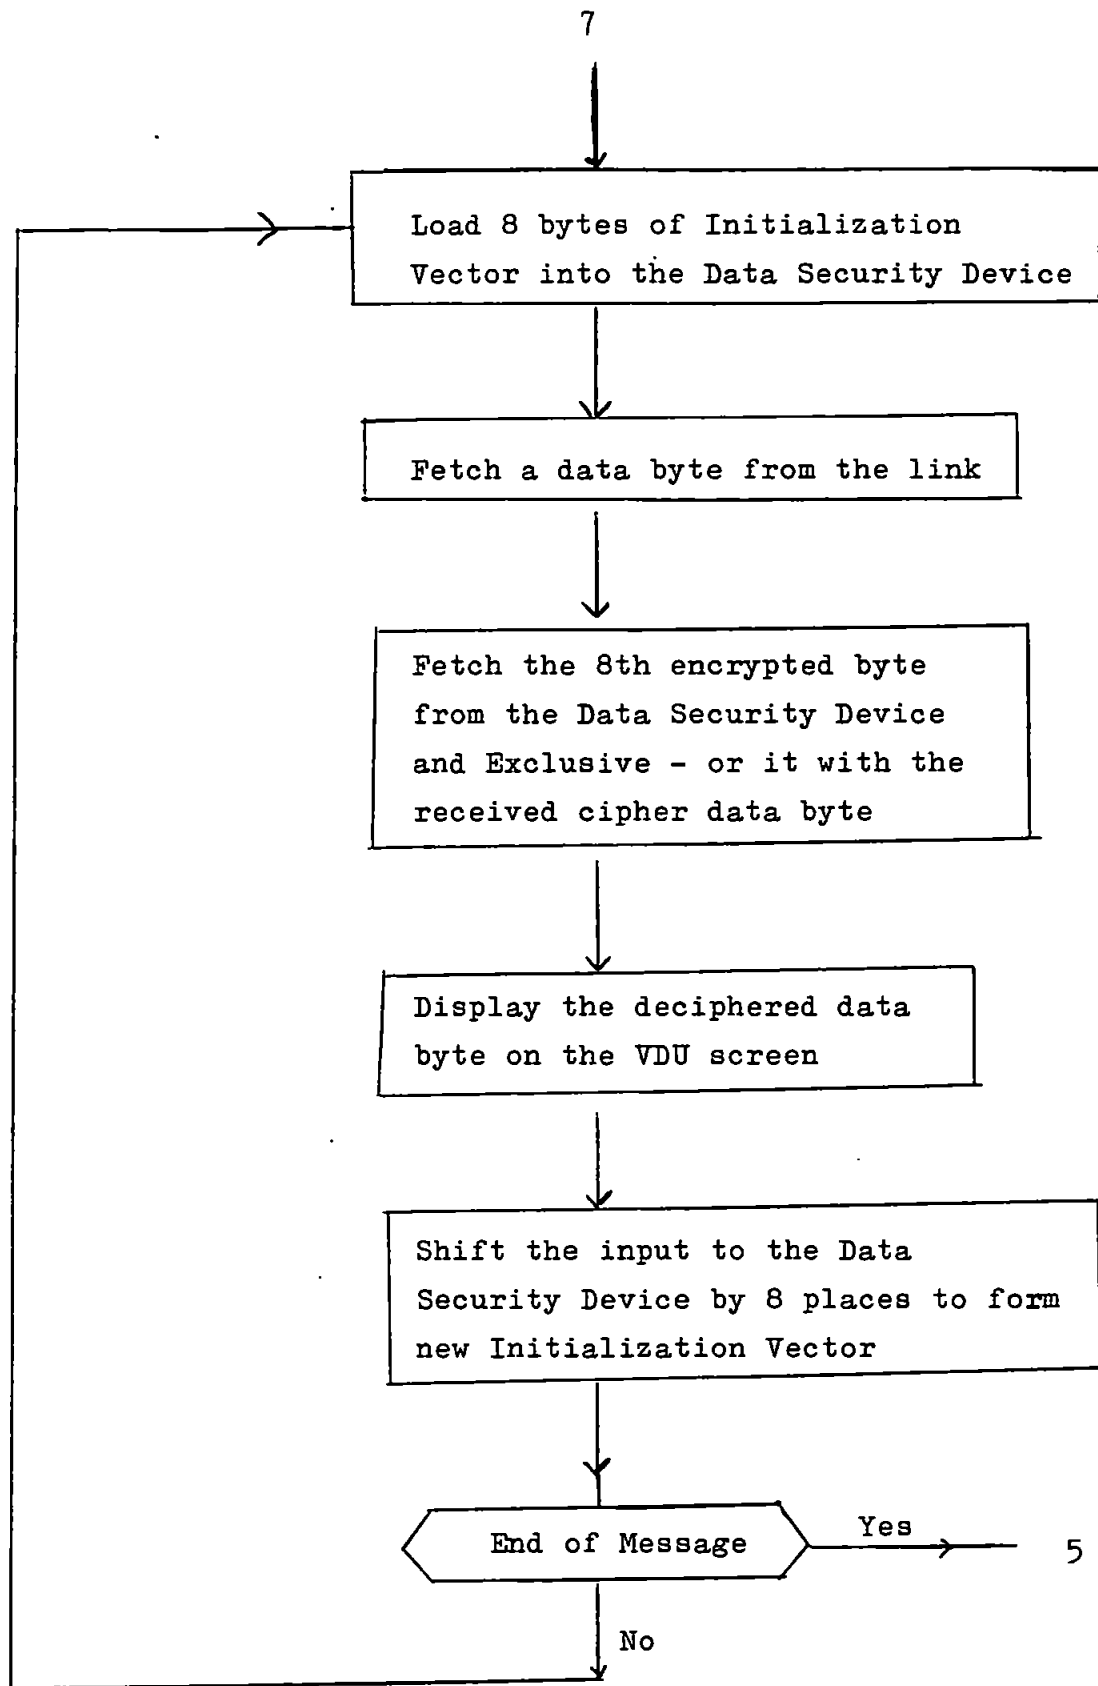 7
Load 8 bytes of Initialization
Vector into the Data Security Device
Fetch a data byte from the link
Fetch the 8th encrypted byte
from the Data Security Device
and Exclusive - or it with the
received cipher data byte
Display the deciphered data
byte on the VDU screen
Shift the input to the Data
Security Device by 8 places to form
new Initialization Vector
End of Message
Yes
5
No